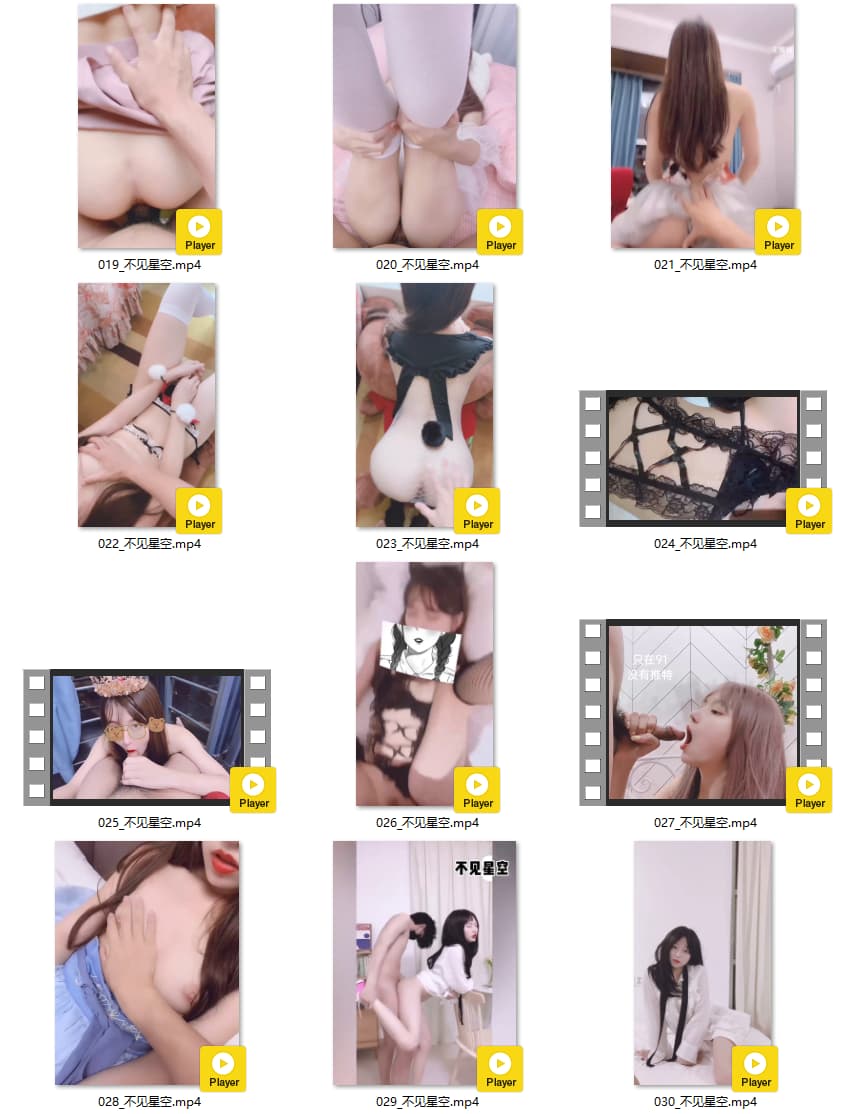 Player
Player
Player
019_不见星空.mp4
020_不见星空.mp4
021_不见星空.mp4
Player
Player
Player
022_不见星空.mp4
023_不见星空.mp4
024_不见星空.mp4
只在91
没有推特
Player
Player
Player
025_不见星空.mp4
026_不见星空.mp4
027_不见星空.mp4
不见星空
Player
Player
Player
028_不见星空.mp4
029_不见星空.mp4
030_不见星空.mp4